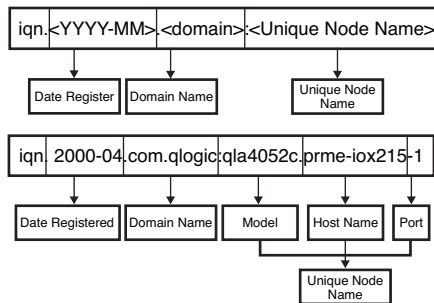 iqn.<YYYY-MM>.<domain>:<Unique Node Name>
Date Register
Domain Name
Unique Node
Name
iqn. 2000-04.com.qlogic:qla4052c.prme-iox215-1
Date Registered
Domain Name
Model
Host Name
Port
Unique Node
Name